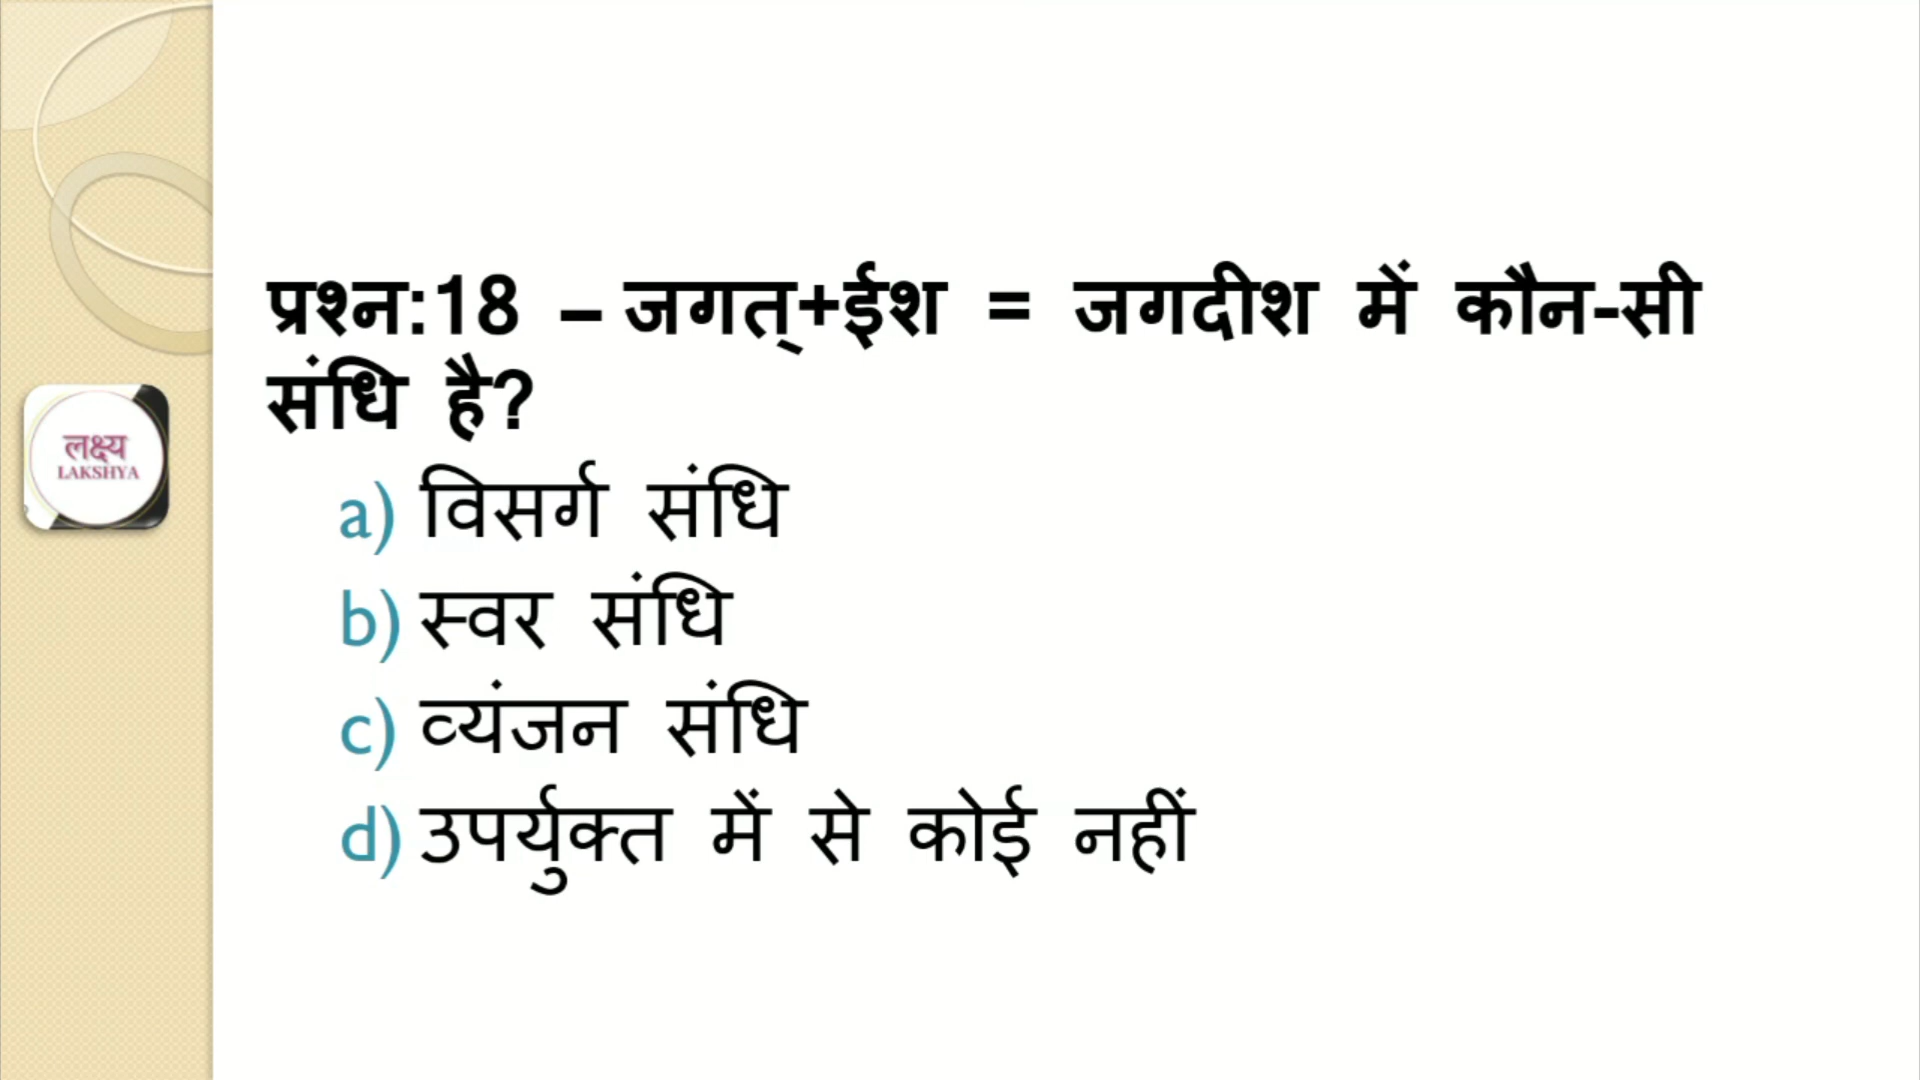 प्रश्न:18 – जगत्+ईश = जगदीश में कौन-सी
संधि है?
लक्ष्य
LAKSHYA
a) विसर्ग संधि
b) स्वर संधि
c) व्यंजन संधि
d) उपर्युक्त में से कोई नहीं